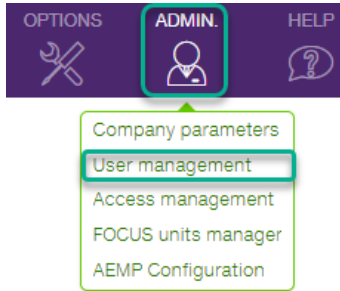 OPTIONS ADMIN. HELP
Company parameters
User management
Access management
FOCUS units manager
AEMP Configuration